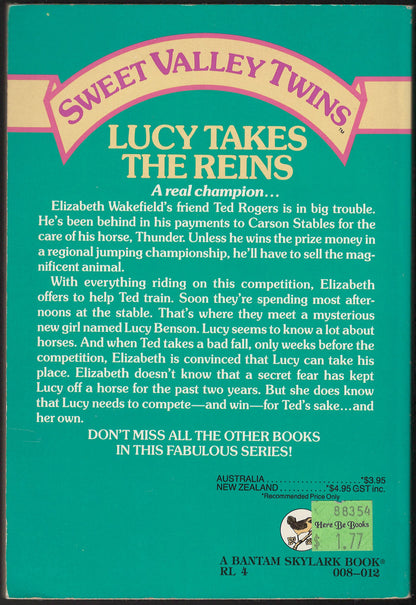 SWEET VALLEY TWINS™
LUCY TAKES
THE REINS
A real champion...
Elizabeth Wakefield's friend Ted Rogers is in big trouble.
He's been behind in his payments to Carson Stables for the
care of his horse, Thunder. Unless he wins the prize money in
a regional jumping championship, he'll have to sell the mag-
nificent animal.
With everything riding on this competition, Elizabeth
offers to help Ted train. Soon they're spending most after-
noons at the stable. That's where they meet a mysterious
new girl named Lucy Benson. Lucy seems to know a lot about
horses. And when Ted takes a bad fall, only weeks before the
competition, Elizabeth is convinced that Lucy can take his
place. Elizabeth doesn't know that a secret fear has kept
Lucy off a horse for the past two years. But she does know
that Lucy needs to compete—and win—for Ted's sake...and
her own.
DON'T MISS ALL THE OTHER BOOKS
IN THIS FABULOUS SERIES!
AUSTRALIA ......................*$3.95
NEW ZEALAND ...........*$4.95 GST inc.
*Recommended Price Only
88354
Here Be Books
$ 1.77
A BANTAM SKYLARK BOOK®
RL 4 008–012